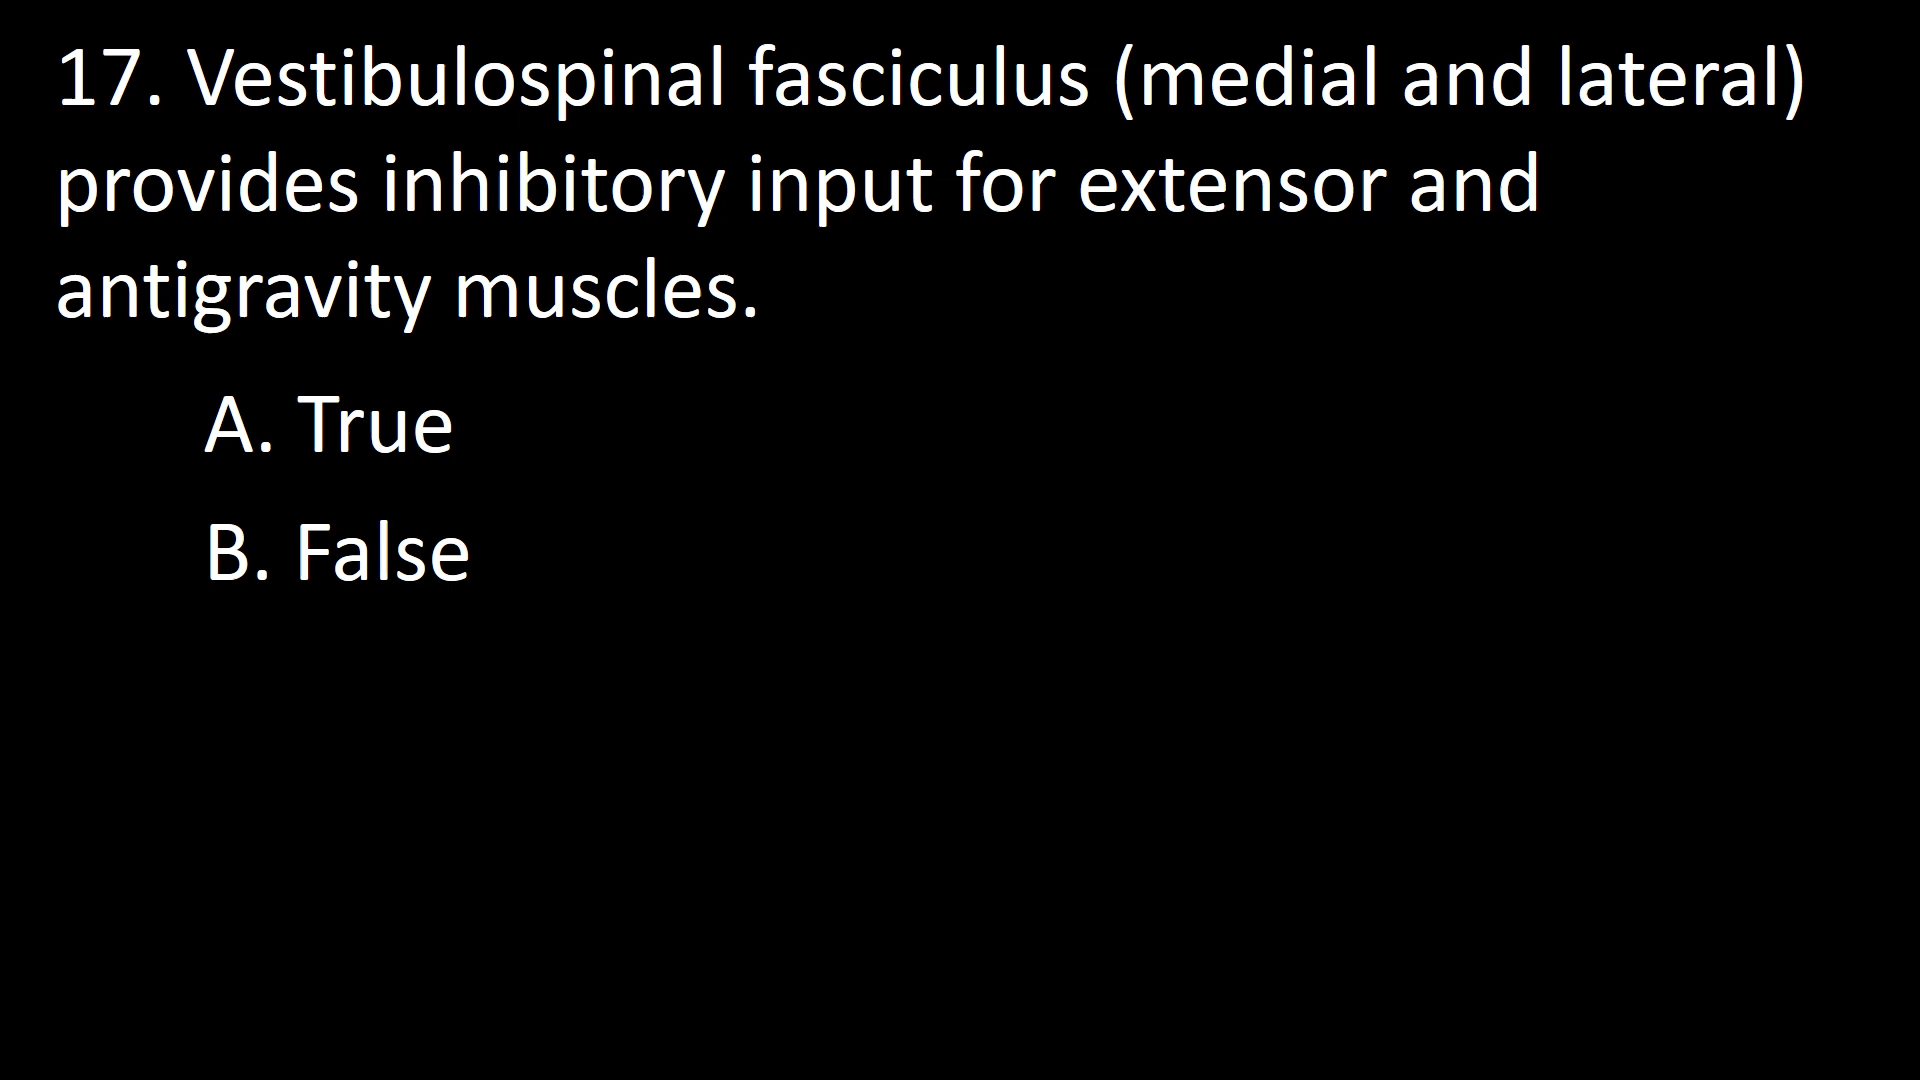 17. Vestibulospinal fasciculus (medial and lateral)
provides inhibitory input for extensor and
antigravity muscles.
A. True
B. False